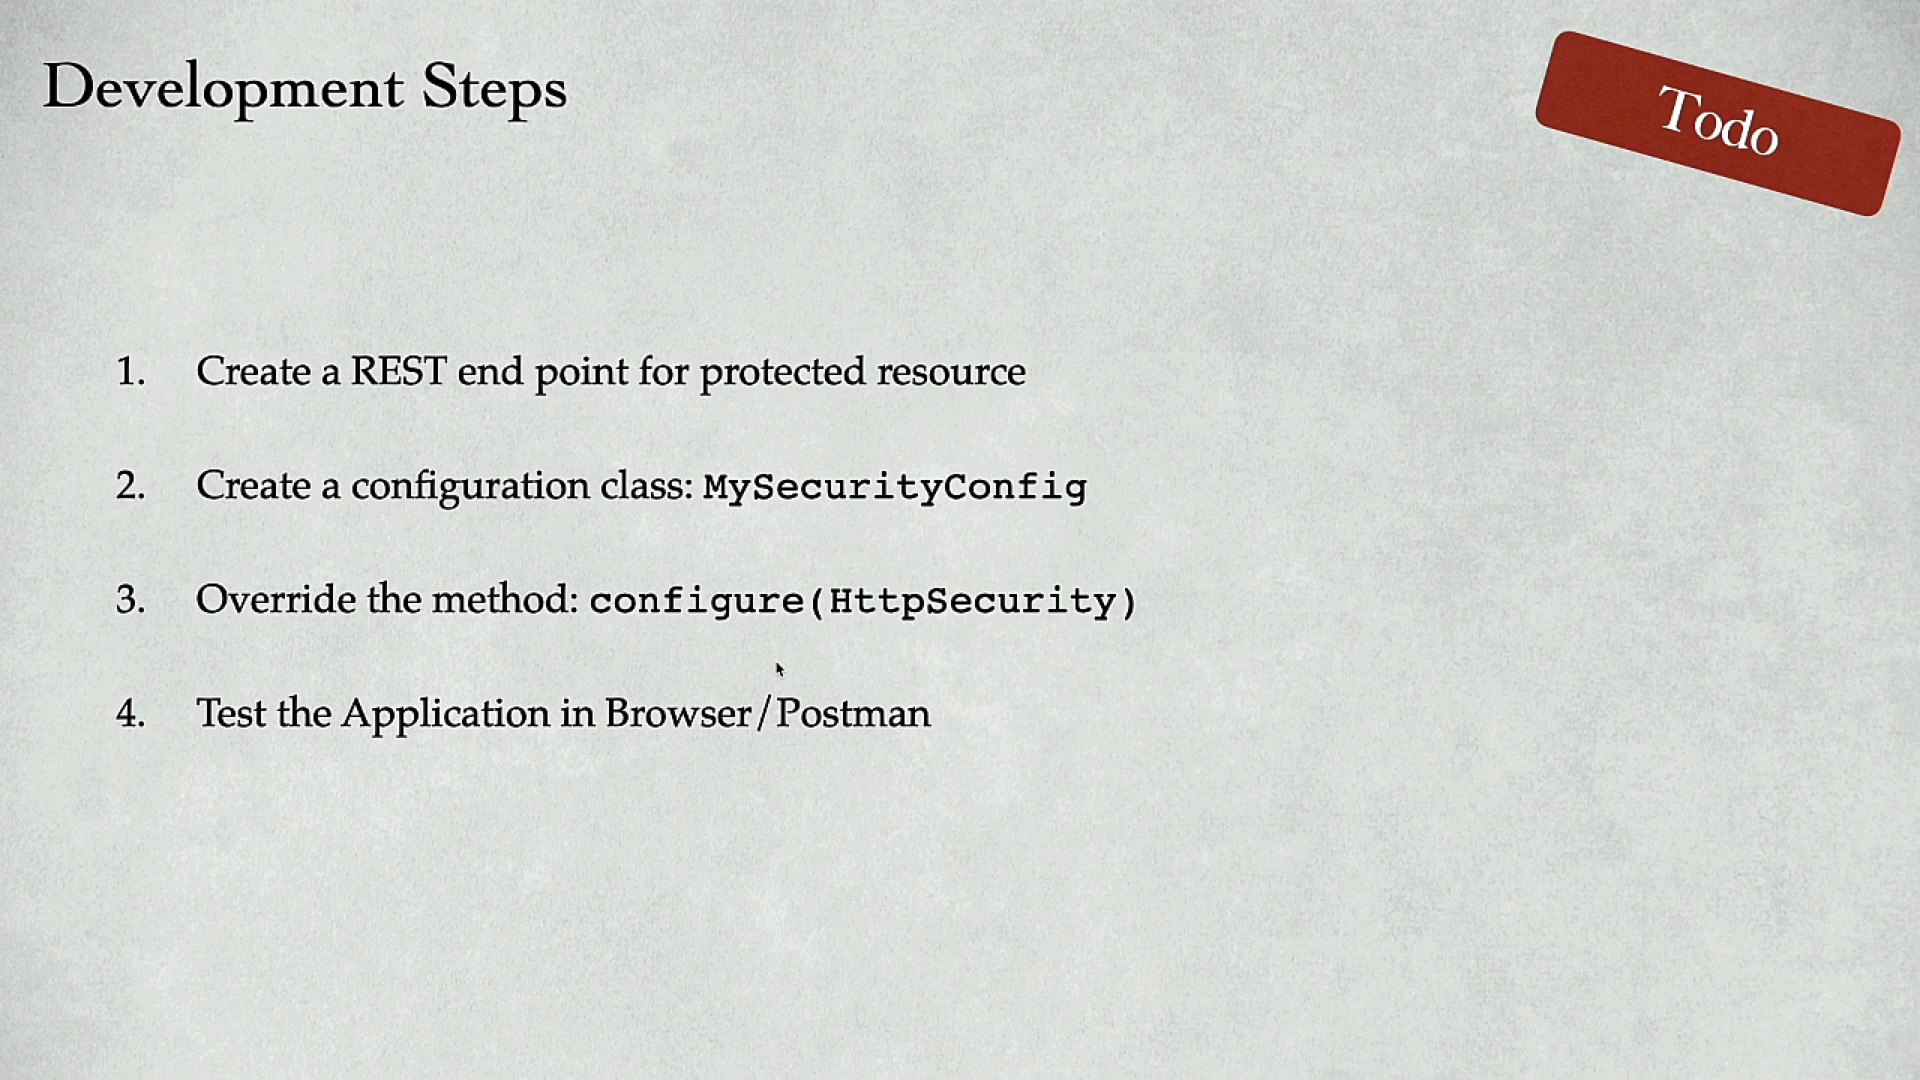 Development Steps
Todo
1. Create a REST end point for protected resource
2. Create a configuration class: MySecurityConfig
3. Override the method: configure(HttpSecurity)
4. Test the Application in Browser/Postman